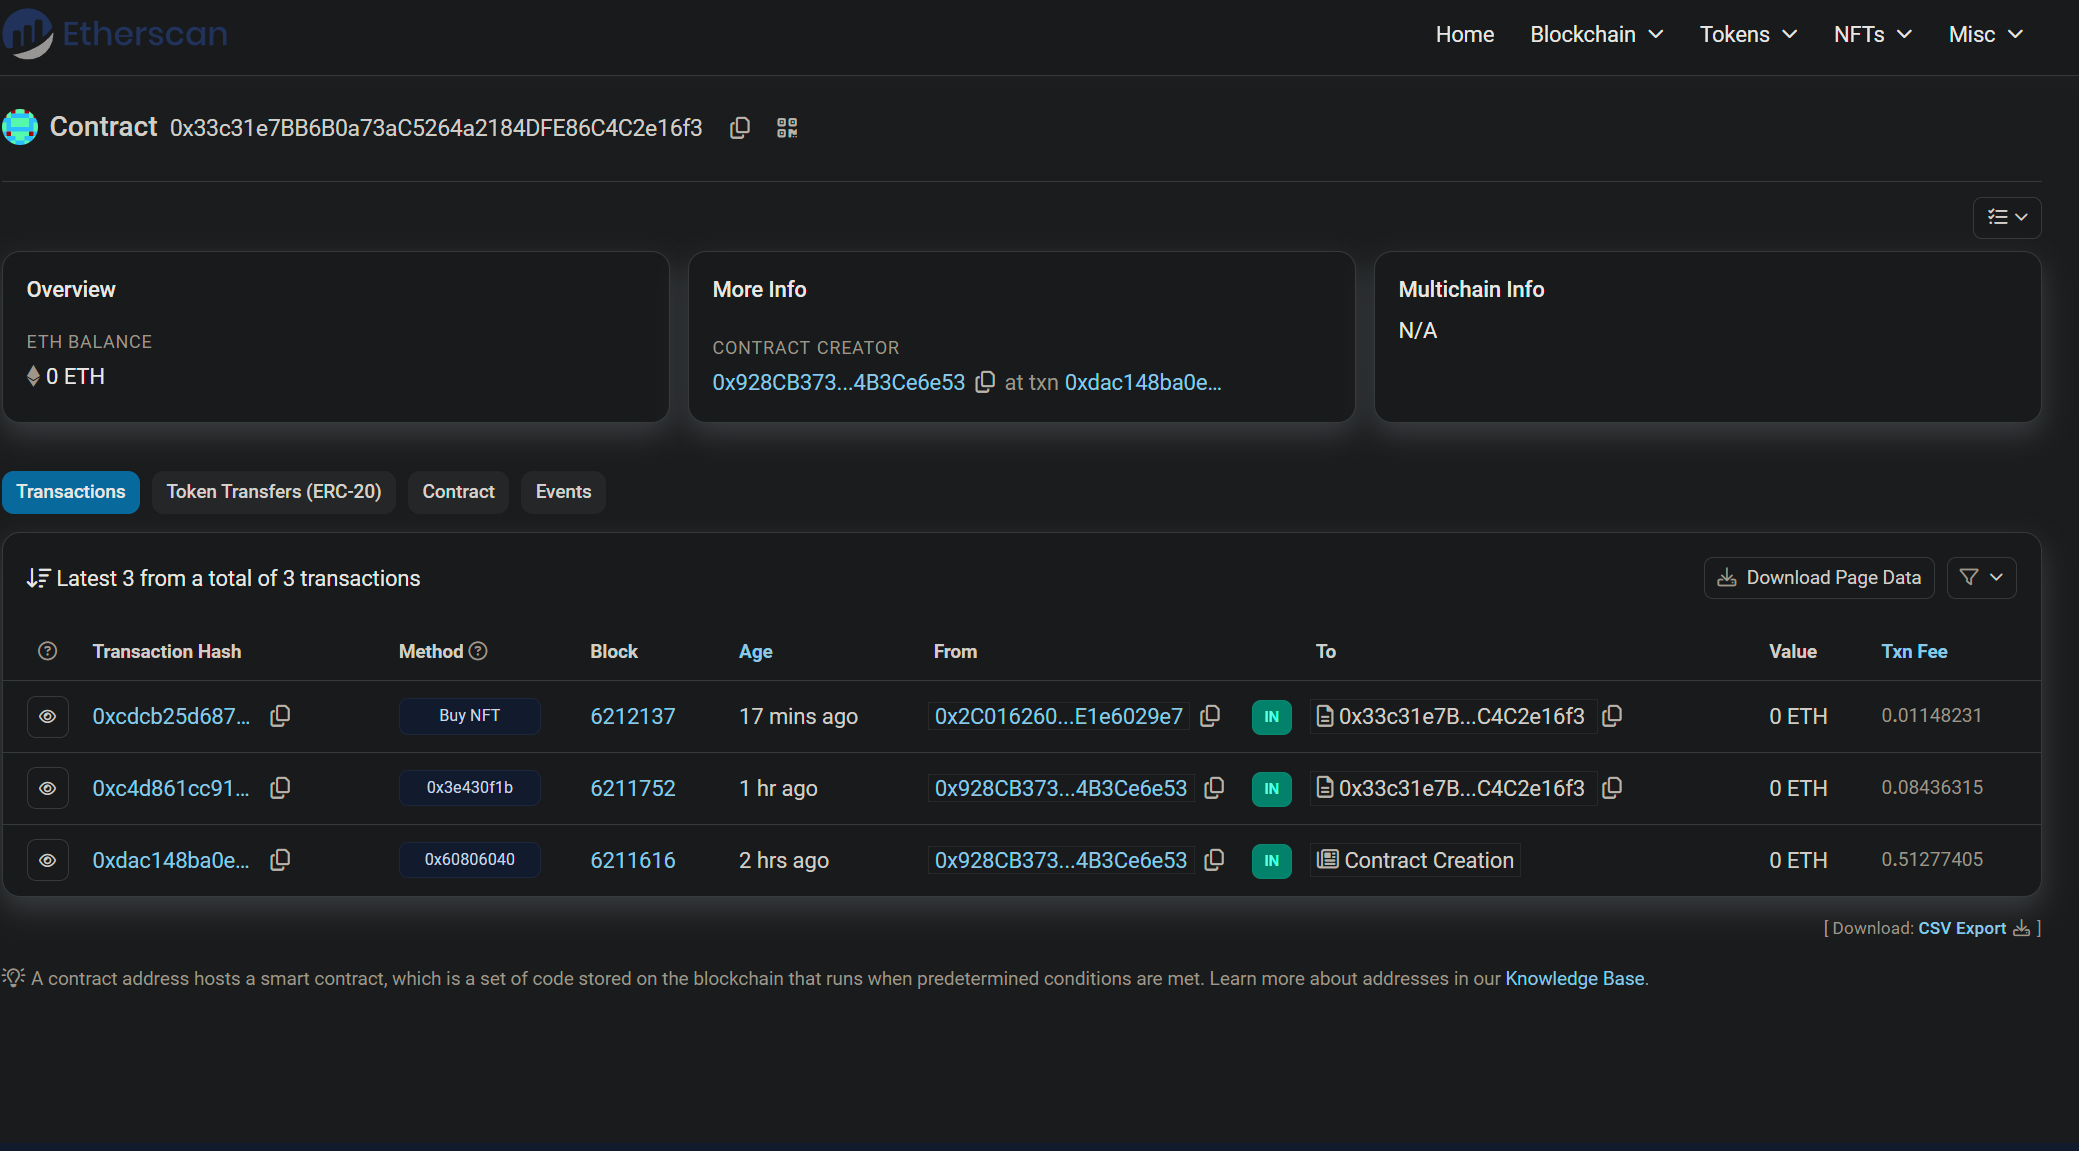 Etherscan
Home Blockchain Tokens NFTs Misc
Contract 0x33c31e7BB6B0a73aC5264a2184DFE86C4C2e16f3
Overview
ETH BALANCE
0 ETH
More Info
CONTRACT CREATOR
0x928CB373...4B3Ce6e53 at txn 0xdac148ba0e...
Multichain Info
N/A
Transactions Token Transfers (ERC-20) Contract Events
Latest 3 from a total of 3 transactions
Download Page Data
Transaction Hash Method Block Age From To Value Txn Fee
0xcdcb25d687... Buy NFT 6212137 17 mins ago 0x2C016260...E1e6029e7 IN 0x33c31e7B...C4C2e16f3 0 ETH 0.01148231
0xc4d861cc91... 0x3e430f1b 6211752 1 hr ago 0x928CB373...4B3Ce6e53 IN 0x33c31e7B...C4C2e16f3 0 ETH 0.08436315
0xdac148ba0e... 0x60806040 6211616 2 hrs ago 0x928CB373...4B3Ce6e53 IN Contract Creation 0 ETH 0.51277405
[ Download: CSV Export ]
A contract address hosts a smart contract, which is a set of code stored on the blockchain that runs when predetermined conditions are met. Learn more about addresses in our Knowledge Base.